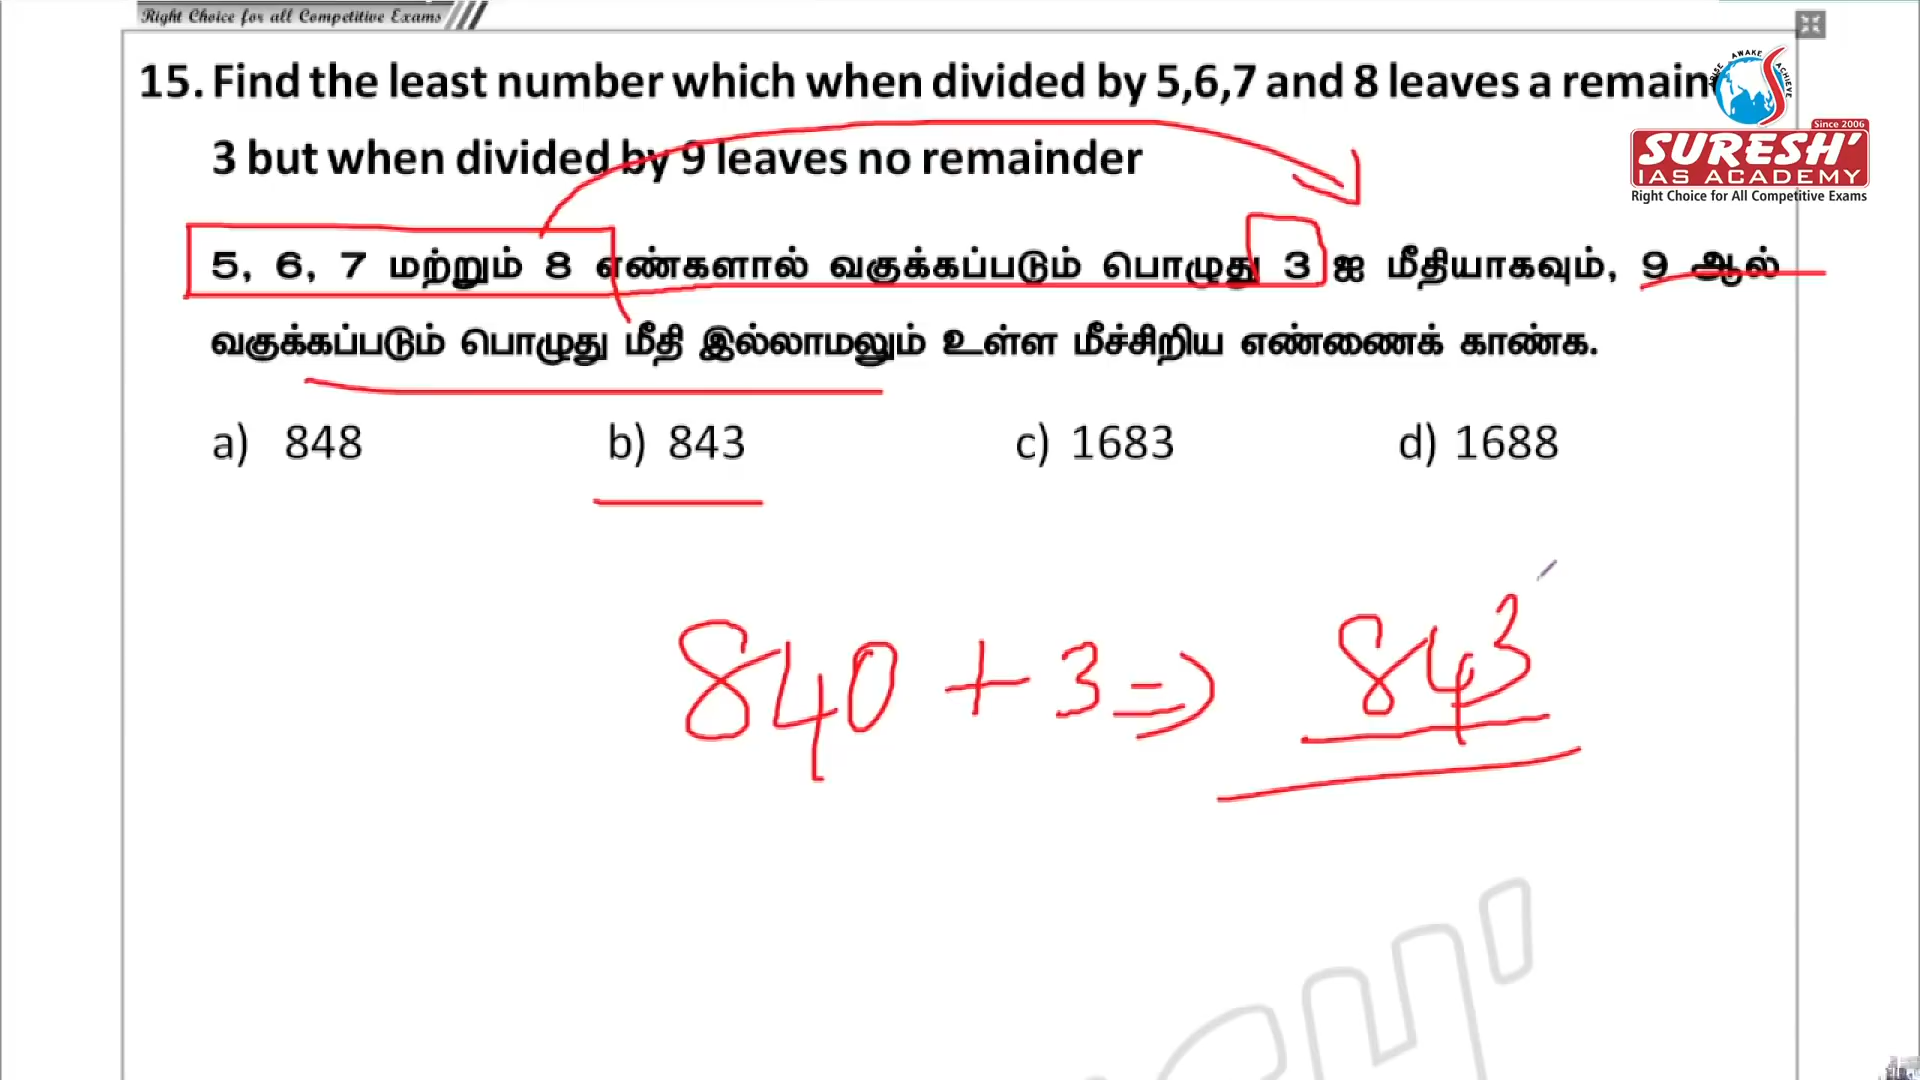 Right Choice for all Competitive Exams
15. Find the least number which when divided by 5,6,7 and 8 leaves a remain
3 but when divided by 9 leaves no remainder
ARISE AWAKE ACHIEVE
Since 2006
SURESH'
IAS ACADEMY
Right Choice for All Competitive Exams
5, 6, 7 மற்றும் 8 எண்களால் வகுக்கப்படும் பொழுது 3 ஐ மீதியாகவும், 9 ஆல்
வகுக்கப்படும் பொழுது மீதி இல்லாமலும் உள்ள மீச்சிறிய எண்ணைக் காண்க.
a) 848 b) 843 c) 1683 d) 1688
840 + 3 => 843